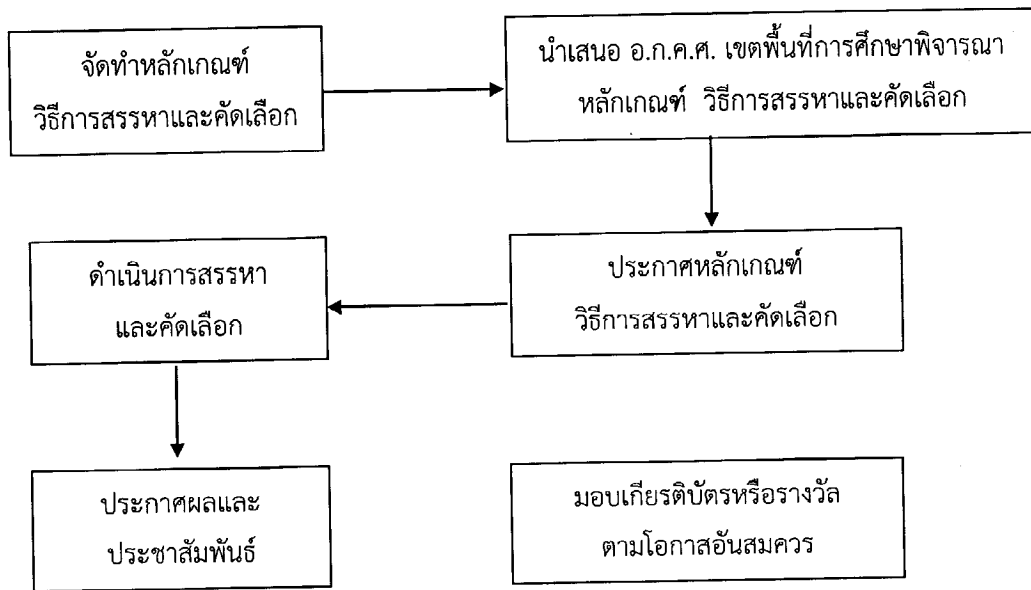 จัดทำหลักเกณฑ์
วิธีการสรรหาและคัดเลือก
นำเสนอ อ.ก.ค.ศ. เขตพื้นที่การศึกษาพิจารณา
หลักเกณฑ์ วิธีการสรรหาและคัดเลือก
ประกาศหลักเกณฑ์
วิธีการสรรหาและคัดเลือก
ดำเนินการสรรหา
และคัดเลือก
ประกาศผลและ
ประชาสัมพันธ์
มอบเกียรติบัตรหรือรางวัล
ตามโอกาสอันสมควร